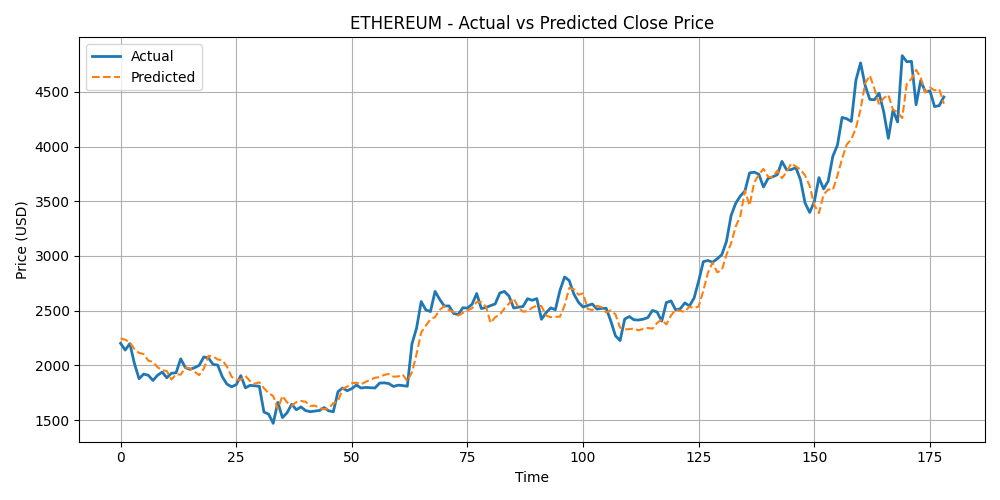 ETHEREUM - Actual vs Predicted Close Price
Actual
Predicted
Price (USD)
4500
4000
3500
3000
2500
2000
1500
0 25 50 75 100 125 150 175
Time